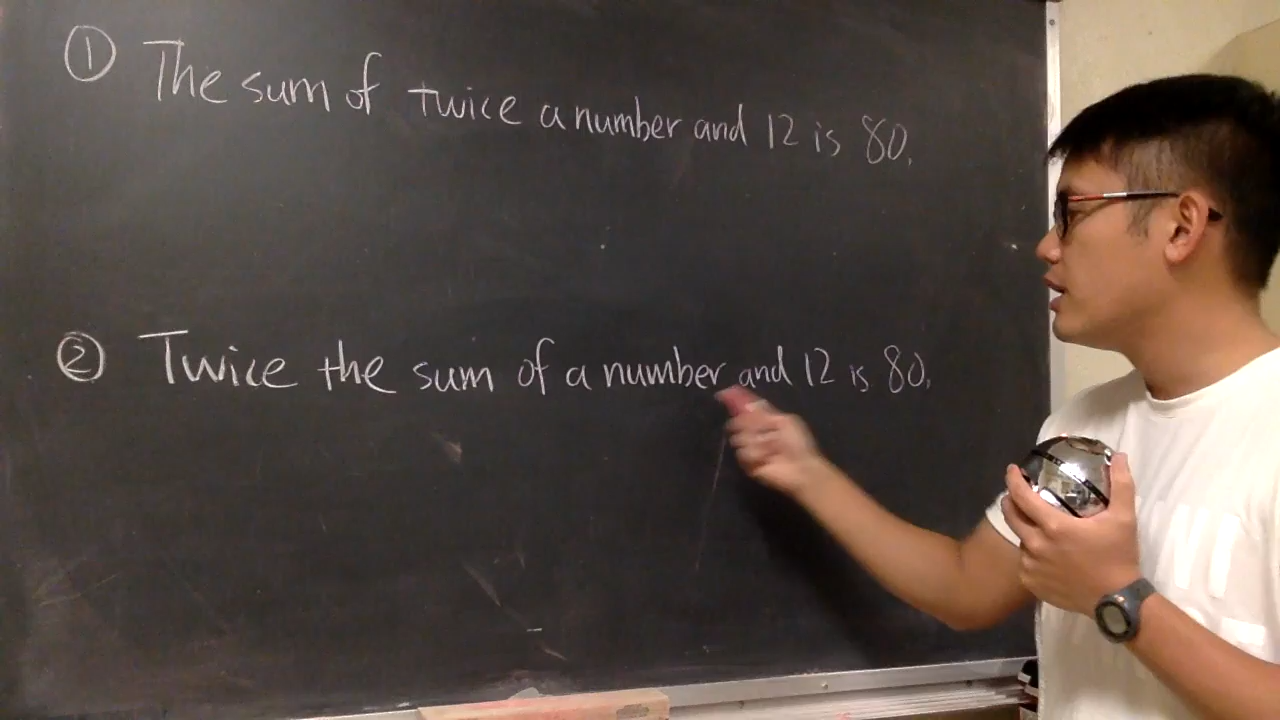 ① The sum of twice a number and 12 is 80.
② Twice the sum of a number and 12 is 80.